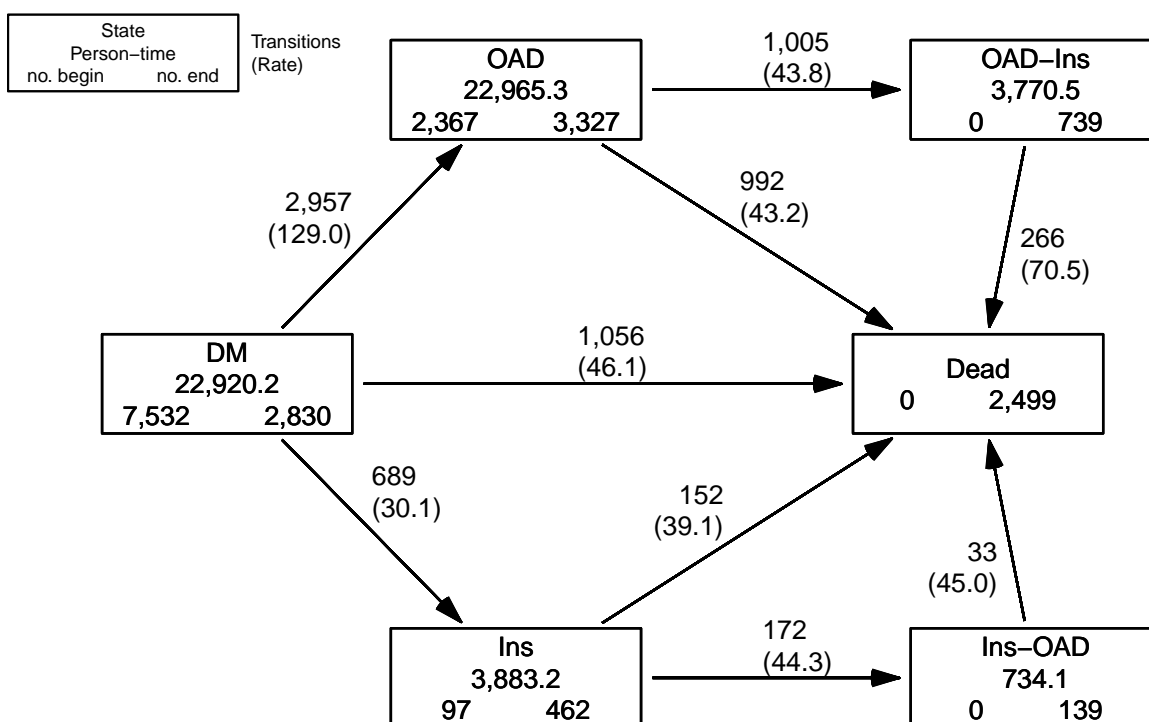 State
Person−time
no. begin no. end
Transitions
(Rate)
OAD
22,965.3
2,367 3,327
1,005
(43.8)
OAD−Ins
3,770.5
0 739
2,957
(129.0)
992
(43.2)
266
(70.5)
DM
22,920.2
7,532 2,830
1,056
(46.1)
Dead
0 2,499
689
(30.1)
152
(39.1)
33
(45.0)
Ins
3,883.2
97 462
172
(44.3)
Ins−OAD
734.1
0 139